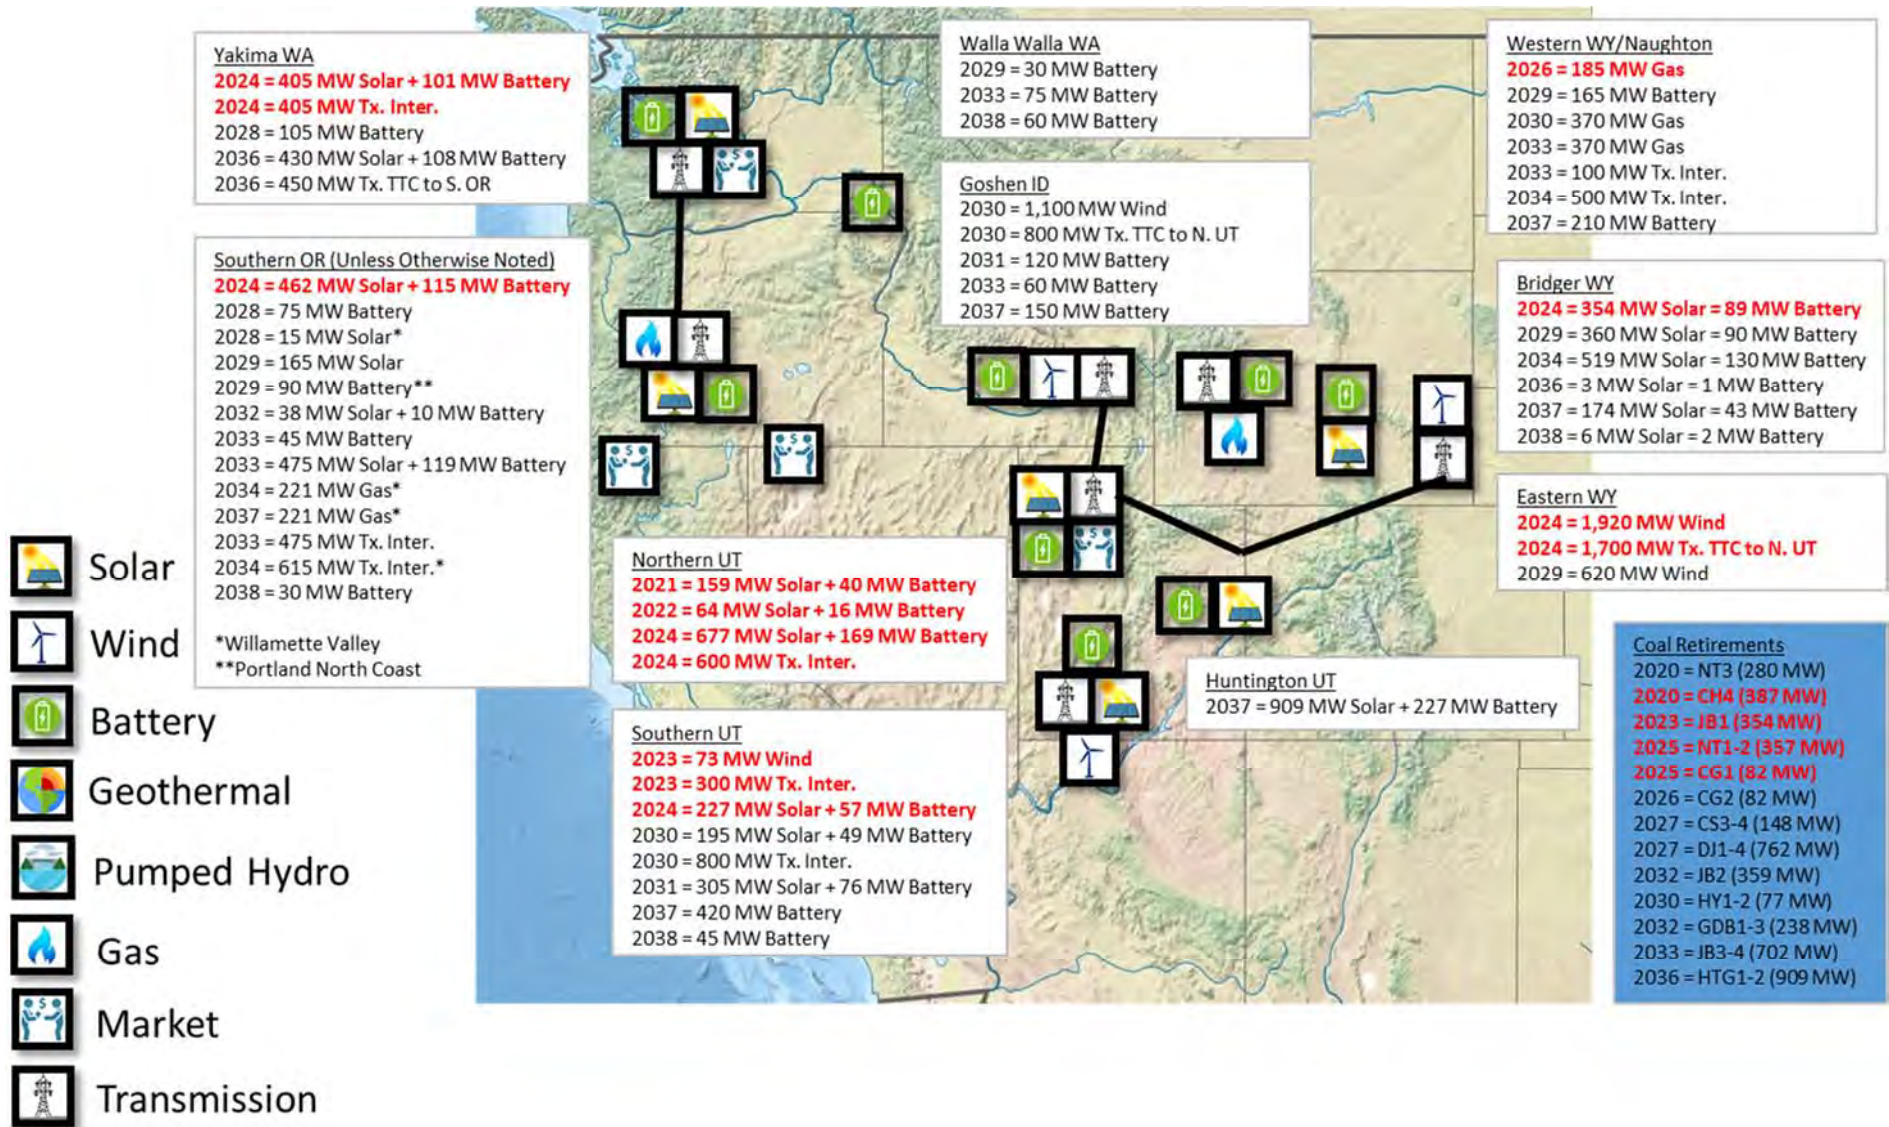 Yakima WA
2024 = 405 MW Solar + 101 MW Battery
2024 = 405 MW Tx. Inter.
2028 = 105 MW Battery
2036 = 430 MW Solar + 108 MW Battery
2036 = 450 MW Tx. TTC to S. OR
Southern OR (Unless Otherwise Noted)
2024 = 462 MW Solar + 115 MW Battery
2028 = 75 MW Battery
2028 = 15 MW Solar*
2029 = 165 MW Solar
2029 = 90 MW Battery**
2032 = 38 MW Solar + 10 MW Battery
2033 = 45 MW Battery
2033 = 475 MW Solar + 119 MW Battery
2034 = 221 MW Gas*
2037 = 221 MW Gas*
2033 = 475 MW Tx. Inter.
2034 = 615 MW Tx. Inter.*
2038 = 30 MW Battery
*Willamette Valley
**Portland North Coast
Walla Walla WA
2029 = 30 MW Battery
2033 = 75 MW Battery
2038 = 60 MW Battery
Goshen ID
2030 = 1,100 MW Wind
2030 = 800 MW Tx. TTC to N. UT
2031 = 120 MW Battery
2033 = 60 MW Battery
2037 = 150 MW Battery
Western WY/Naughton
2026 = 185 MW Gas
2029 = 165 MW Battery
2030 = 370 MW Gas
2033 = 370 MW Gas
2033 = 100 MW Tx. Inter.
2034 = 500 MW Tx. Inter.
2037 = 210 MW Battery
Bridger WY
2024 = 354 MW Solar = 89 MW Battery
2029 = 360 MW Solar = 90 MW Battery
2034 = 519 MW Solar = 130 MW Battery
2036 = 3 MW Solar = 1 MW Battery
2037 = 174 MW Solar = 43 MW Battery
2038 = 6 MW Solar = 2 MW Battery
Eastern WY
2024 = 1,920 MW Wind
2024 = 1,700 MW Tx. TTC to N. UT
2029 = 620 MW Wind
Northern UT
2021 = 159 MW Solar + 40 MW Battery
2022 = 64 MW Solar + 16 MW Battery
2024 = 677 MW Solar + 169 MW Battery
2024 = 600 MW Tx. Inter.
Southern UT
2023 = 73 MW Wind
2023 = 300 MW Tx. Inter.
2024 = 227 MW Solar + 57 MW Battery
2030 = 195 MW Solar + 49 MW Battery
2030 = 800 MW Tx. Inter.
2031 = 305 MW Solar + 76 MW Battery
2037 = 420 MW Battery
2038 = 45 MW Battery
Huntington UT
2037 = 909 MW Solar + 227 MW Battery
Coal Retirements
2020 = NT3 (280 MW)
2020 = CH4 (387 MW)
2023 = JB1 (354 MW)
2025 = NT1-2 (357 MW)
2025 = CG1 (82 MW)
2026 = CG2 (82 MW)
2027 = CS3-4 (148 MW)
2027 = DJ1-4 (762 MW)
2032 = JB2 (359 MW)
2030 = HY1-2 (77 MW)
2032 = GDB1-3 (238 MW)
2033 = JB3-4 (702 MW)
2036 = HTG1-2 (909 MW)
Solar
Wind
Battery
Geothermal
Pumped Hydro
Gas
Market
Transmission